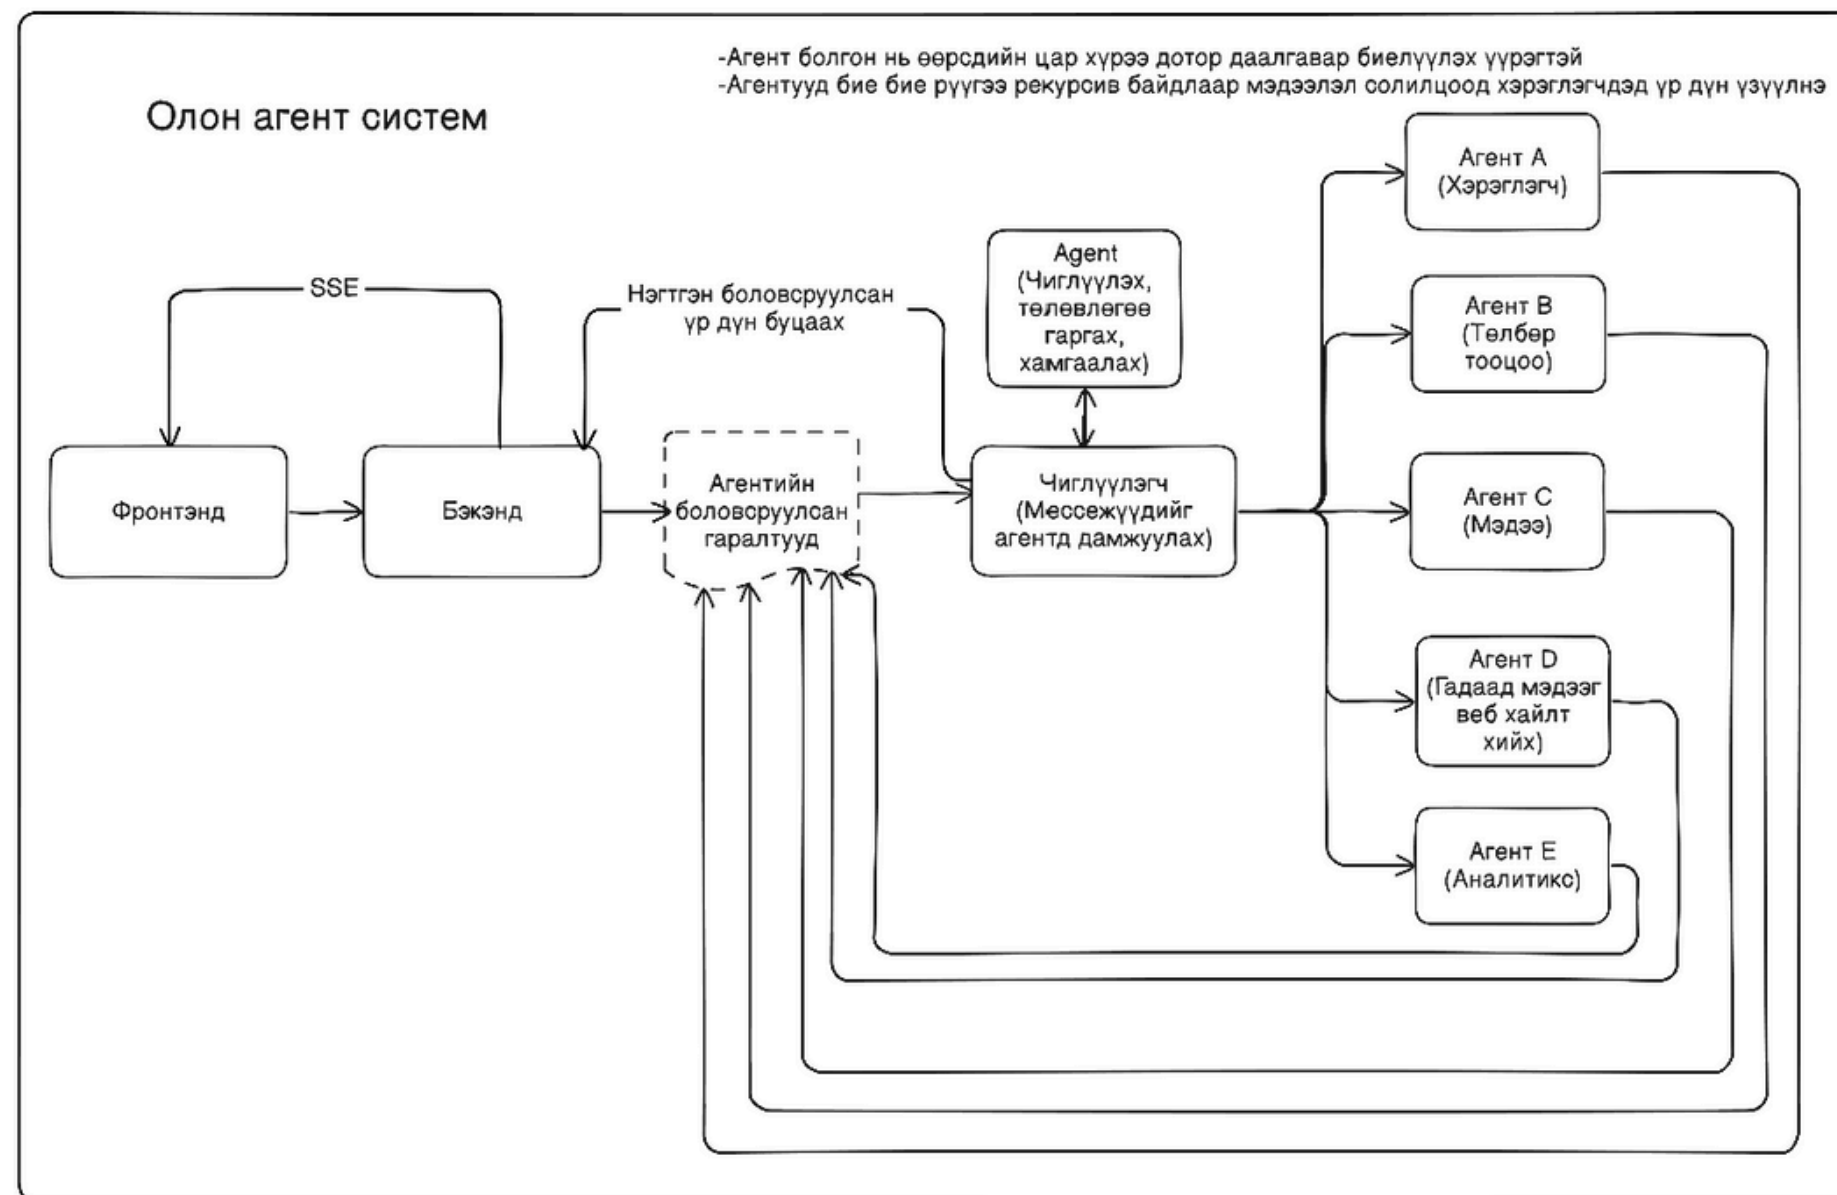 -Агент болгон нь өөрсдийн цар хүрээ дотор даалгавар биелүүлэх үүрэгтэй
-Агентууд бие бие рүүгээ рекурсив байдлаар мэдээлэл солилцоод хэрэглэгчдэд үр дүн үзүүлнэ
Олон агент систем
Агент A
(Хэрэглэгч)
Agent
(Чиглүүлэх,
төлөвлөгөө
гаргах,
хамгаалах)
SSE
Нэгтгэн боловсруулсан
үр дүн буцаах
Агент B
(Төлбөр
тооцоо)
Фронтэнд
Бэкэнд
Агентийн
боловсруулсан
гаралтууд
Чиглүүлэгч
(Мессежүүдийг
агентд дамжуулах)
Агент C
(Мэдээ)
Агент D
(Гадаад мэдээг
веб хайлт
хийх)
Агент E
(Аналитикс)